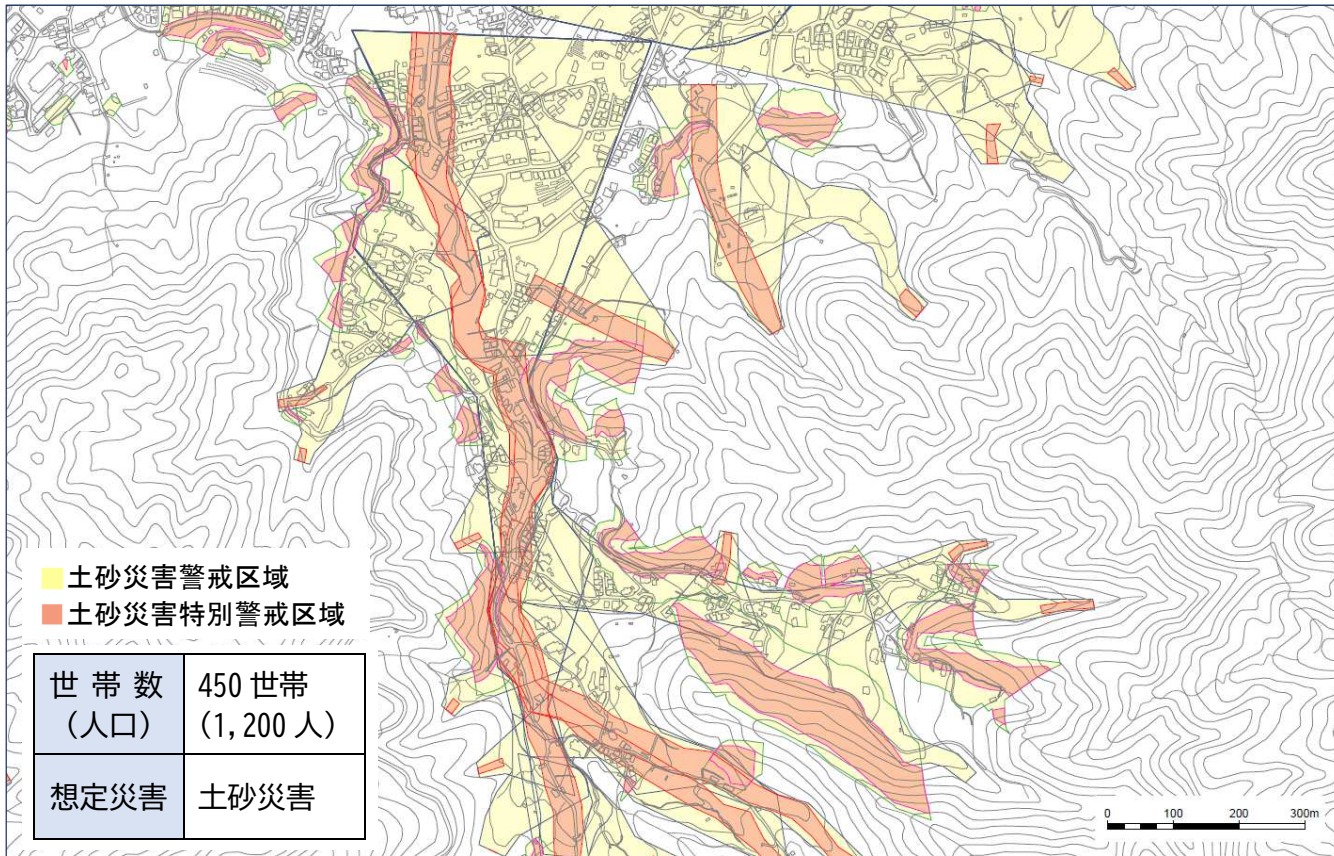 土砂災害警戒区域
土砂災害特別警戒区域
世帯数
(人口)
450世帯
(1,200人)
想定災害
土砂災害
0 100 200 300m